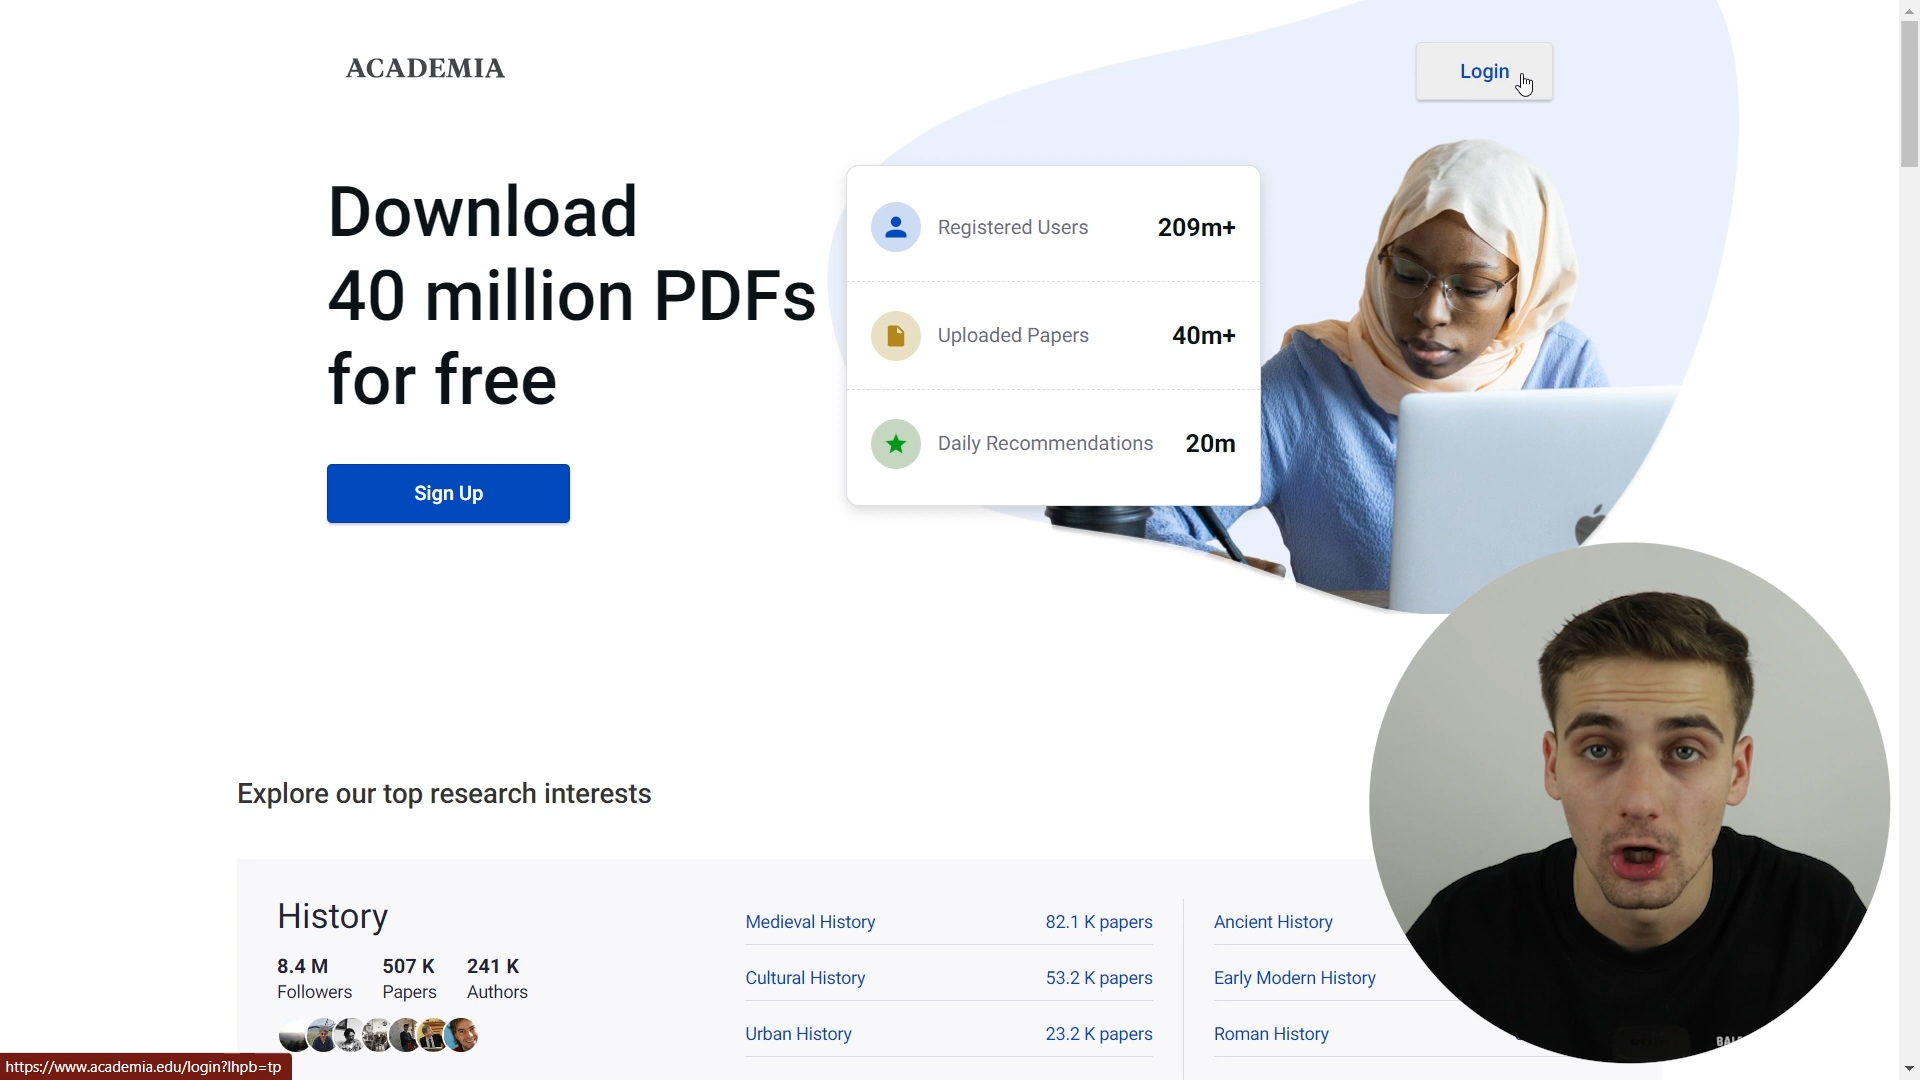 ACADEMIA
Login
Download
40 million PDFs
for free
Registered Users 209m+
Uploaded Papers 40m+
Daily Recommendations 20m
Sign Up
Explore our top research interests
History
8.4 M 507 K 241 K
Followers Papers Authors
Medieval History 82.1 K papers
Cultural History 53.2 K papers
Urban History 23.2 K papers
Ancient History
Early Modern History
Roman History
https://www.academia.edu/login?lhpb=tp